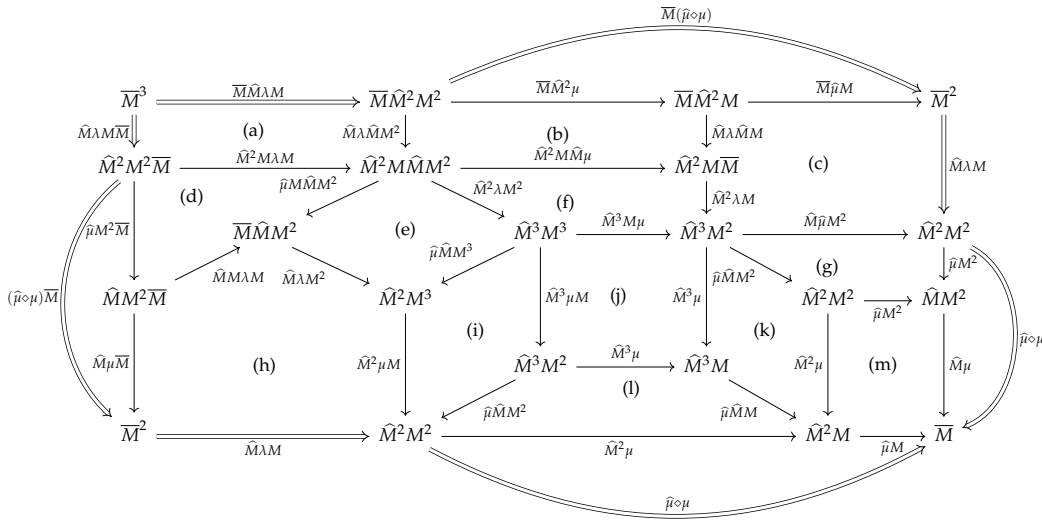 M̅(μ̂⋄μ)
M̅³ M̅M̂λM M̅M̂²M² M̅M̂²μ M̅M̂²M M̅μ̂M M̅²
M̂λMM̅ (a) M̂λM̂M² (b) M̂λM̂M
M̂²M²M̅ M̂²MλM M̂²MM̂M² M̂²MM̂μ M̂²MM̅ (c) M̂λM
(d) μ̂MM̂M² M̂²λM² (f) M̂²λM
μ̂M²M̅ M̅M̂M² (e) M̂³M³ M̂³Mμ M̂³M² M̂μ̂M² M̂²M²
M̂MλM M̂λM² μ̂M̂M³ μ̂M̂M² (g) μ̂M²
(μ̂⋄μ)M̅ M̂M²M̅ M̂²M³ M̂³μM (j) M̂³μ M̂²M² μ̂M² M̂M² μ̂⋄μ
M̂μM̅ (h) M̂²μM (i) M̂³M² M̂³μ M̂³M (k) M̂²μ (m) M̂μ
(l)
μ̂M̂M² μ̂M̂M
M̅² M̂λM M̂²M² M̂²μ M̂²M μ̂M M̅
μ̂⋄μ